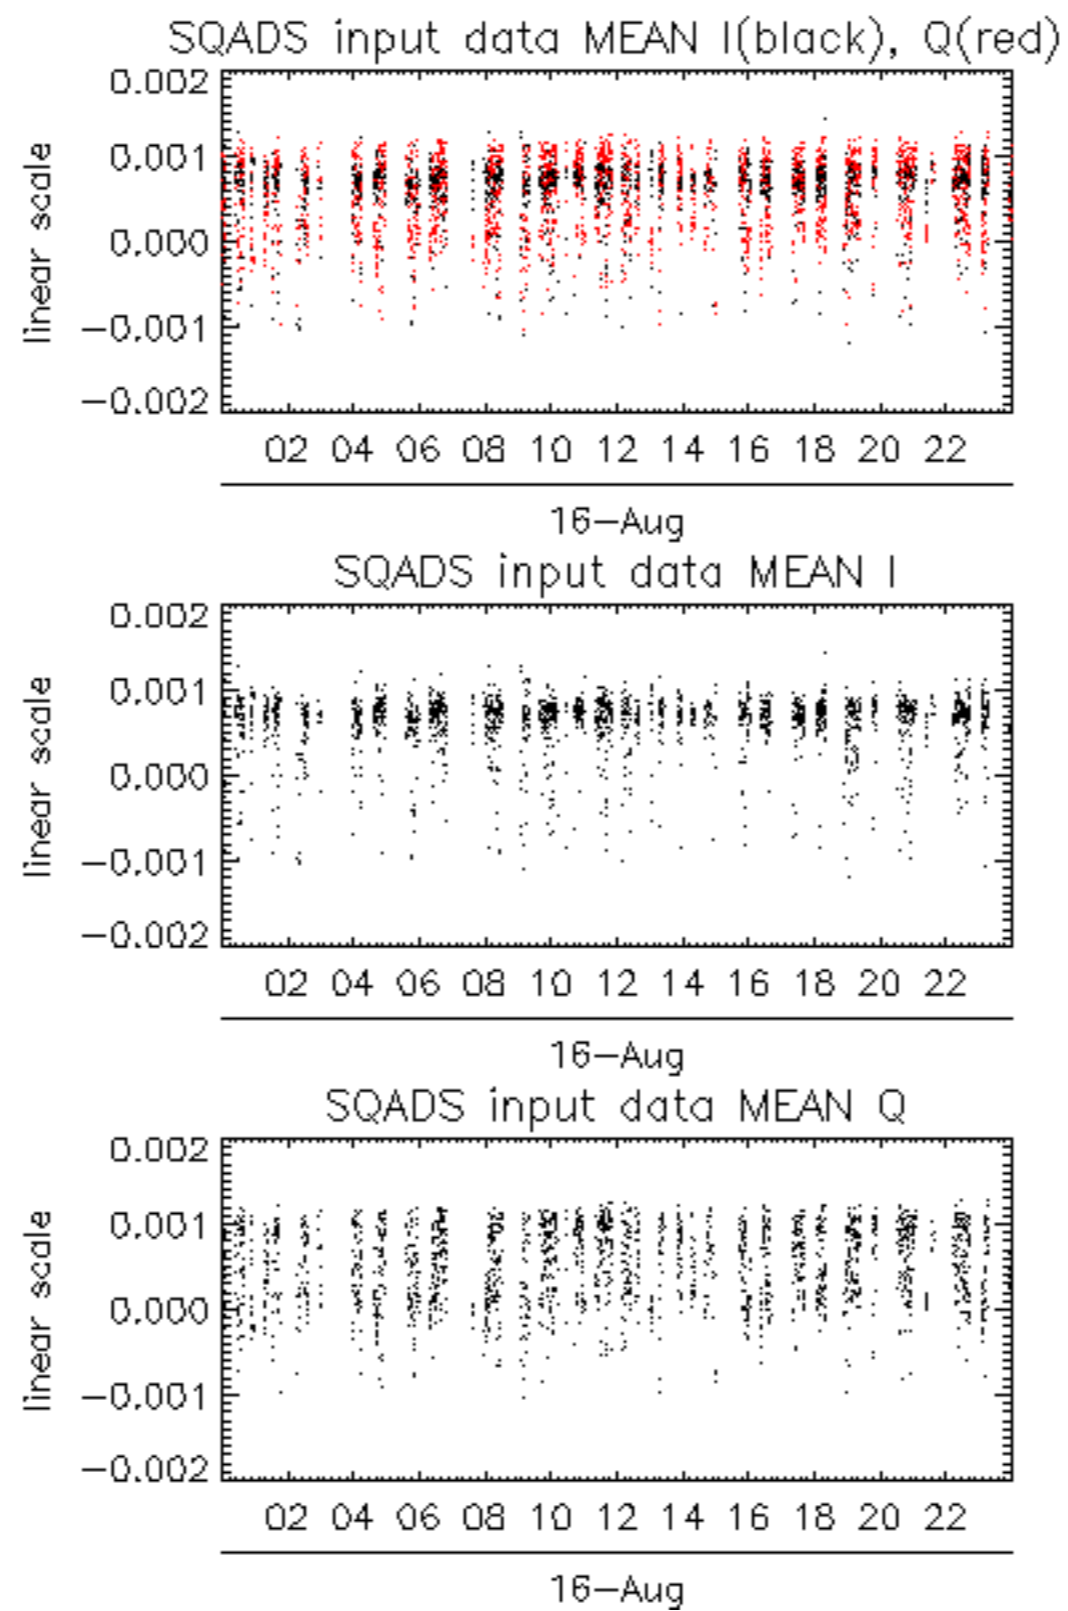 SQADS input data MEAN I(black), Q(red)
0.002
0.001
0.000
−0.001
−0.002
linear scale
02 04 06 08 10 12 14 16 18 20 22
16−Aug
SQADS input data MEAN I
0.002
0.001
0.000
−0.001
−0.002
linear scale
02 04 06 08 10 12 14 16 18 20 22
16−Aug
SQADS input data MEAN Q
0.002
0.001
0.000
−0.001
−0.002
linear scale
02 04 06 08 10 12 14 16 18 20 22
16−Aug